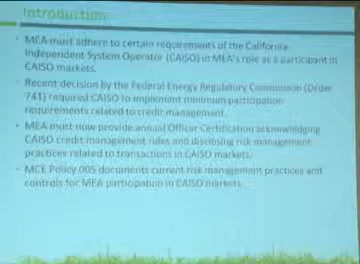 Introduction
• MEA must adhere to certain requirements of the California
Independent System Operator (CAISO) in MEA's role as a participant in
CAISO markets.
• Recent decision by the Federal Energy Regulatory Commission (Order
741) required CAISO to implement minimum participation
requirements related to credit management.
• MEA must now provide annual Officer Certification acknowledging
CAISO credit management rules and disclosing risk management
practices related to transactions in CAISO markets.
• MCE Policy 005 documents current risk management practices and
controls for MEA participation in CAISO markets.